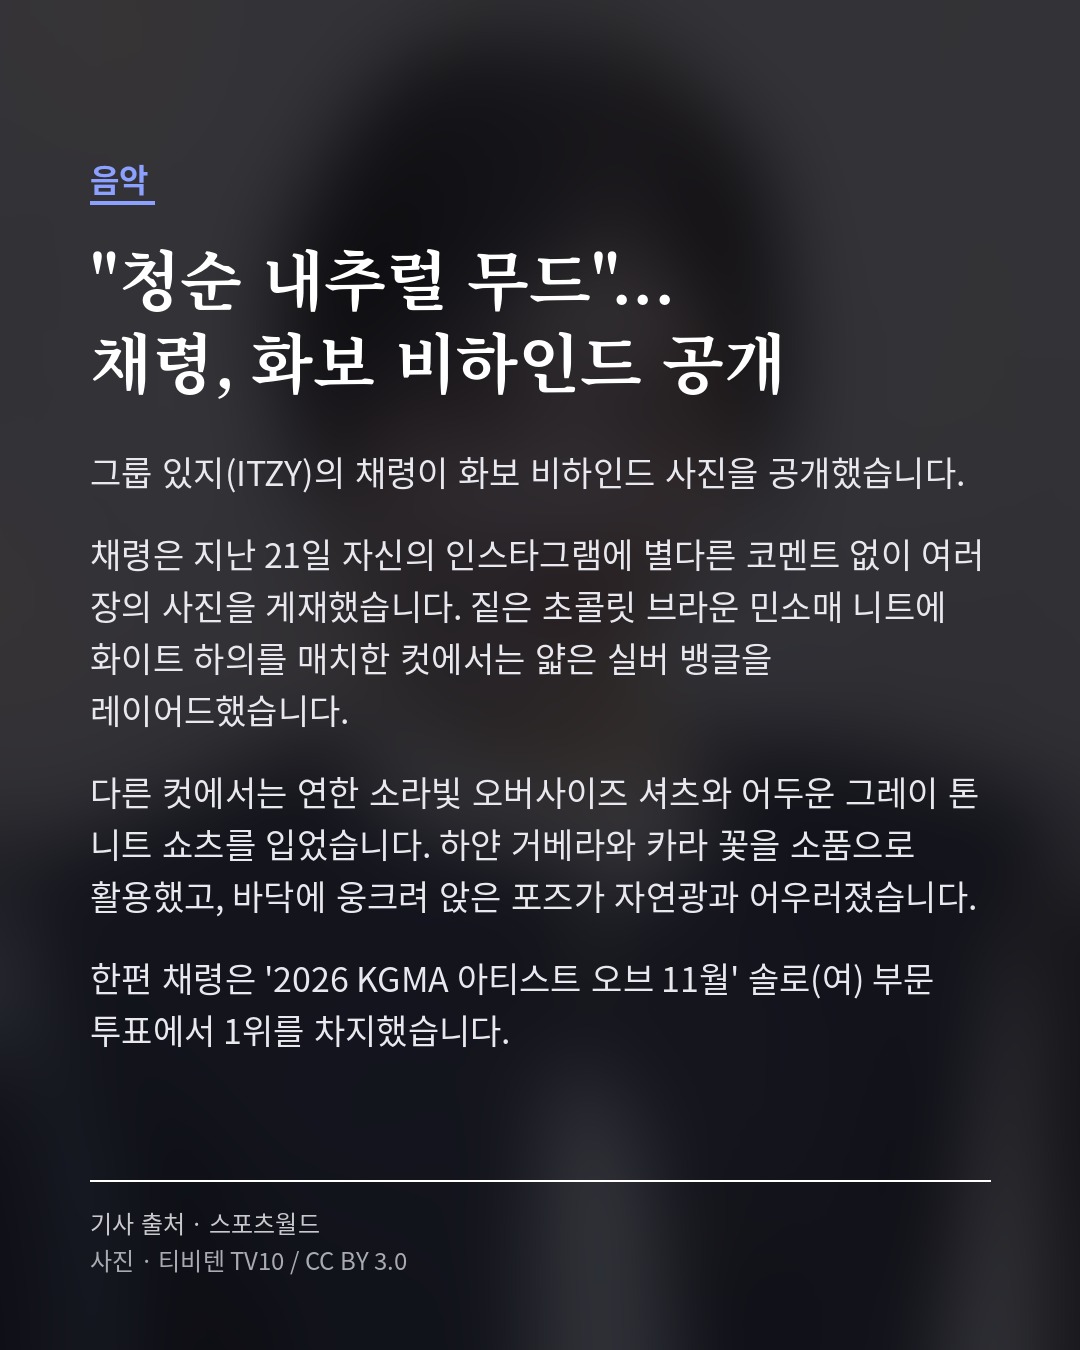 음악
"청순 내추럴 무드"...
채령, 화보 비하인드 공개
그룹 있지(ITZY)의 채령이 화보 비하인드 사진을 공개했습니다.
채령은 지난 21일 자신의 인스타그램에 별다른 코멘트 없이 여러
장의 사진을 게재했습니다. 짙은 초콜릿 브라운 민소매 니트에
화이트 하의를 매치한 컷에서는 얇은 실버 뱅글을
레이어드했습니다.
다른 컷에서는 연한 소라빛 오버사이즈 셔츠와 어두운 그레이 톤
니트 쇼츠를 입었습니다. 하얀 거베라와 카라 꽃을 소품으로
활용했고, 바닥에 웅크려 앉은 포즈가 자연광과 어우러졌습니다.
한편 채령은 '2026 KGMA 아티스트 오브 11월' 솔로(여) 부문
투표에서 1위를 차지했습니다.
기사 출처 · 스포츠월드
사진 · 티비텐 TV10 / CC BY 3.0